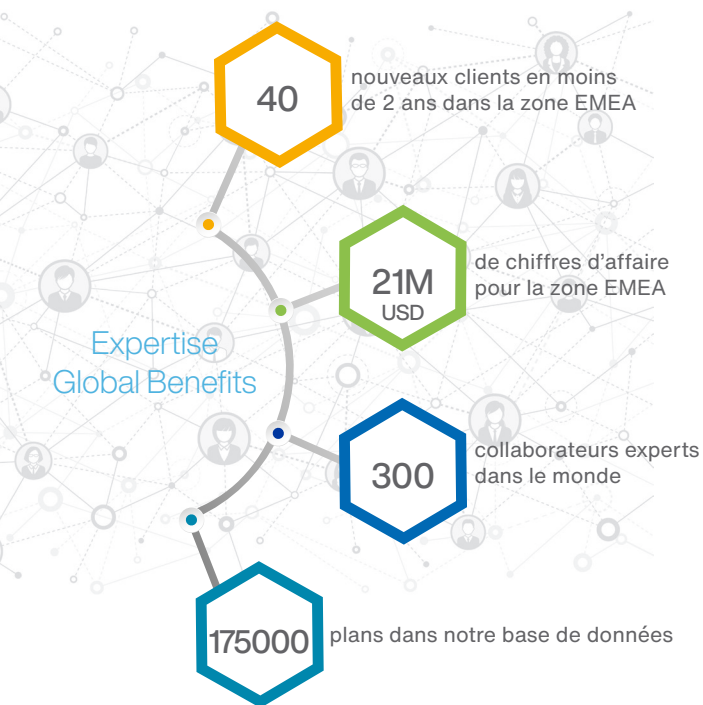 40
nouveaux clients en moins
de 2 ans dans la zone EMEA
21M
USD
de chiffres d’affaire
pour la zone EMEA
Expertise
Global Benefits
300
collaborateurs experts
dans le monde
175000
plans dans notre base de données